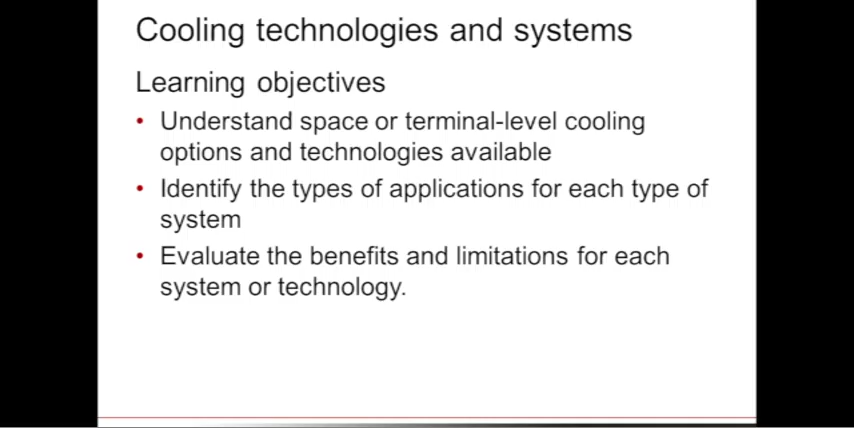 Cooling technologies and systems
Learning objectives
• Understand space or terminal-level cooling
options and technologies available
• Identify the types of applications for each type of
system
• Evaluate the benefits and limitations for each
system or technology.